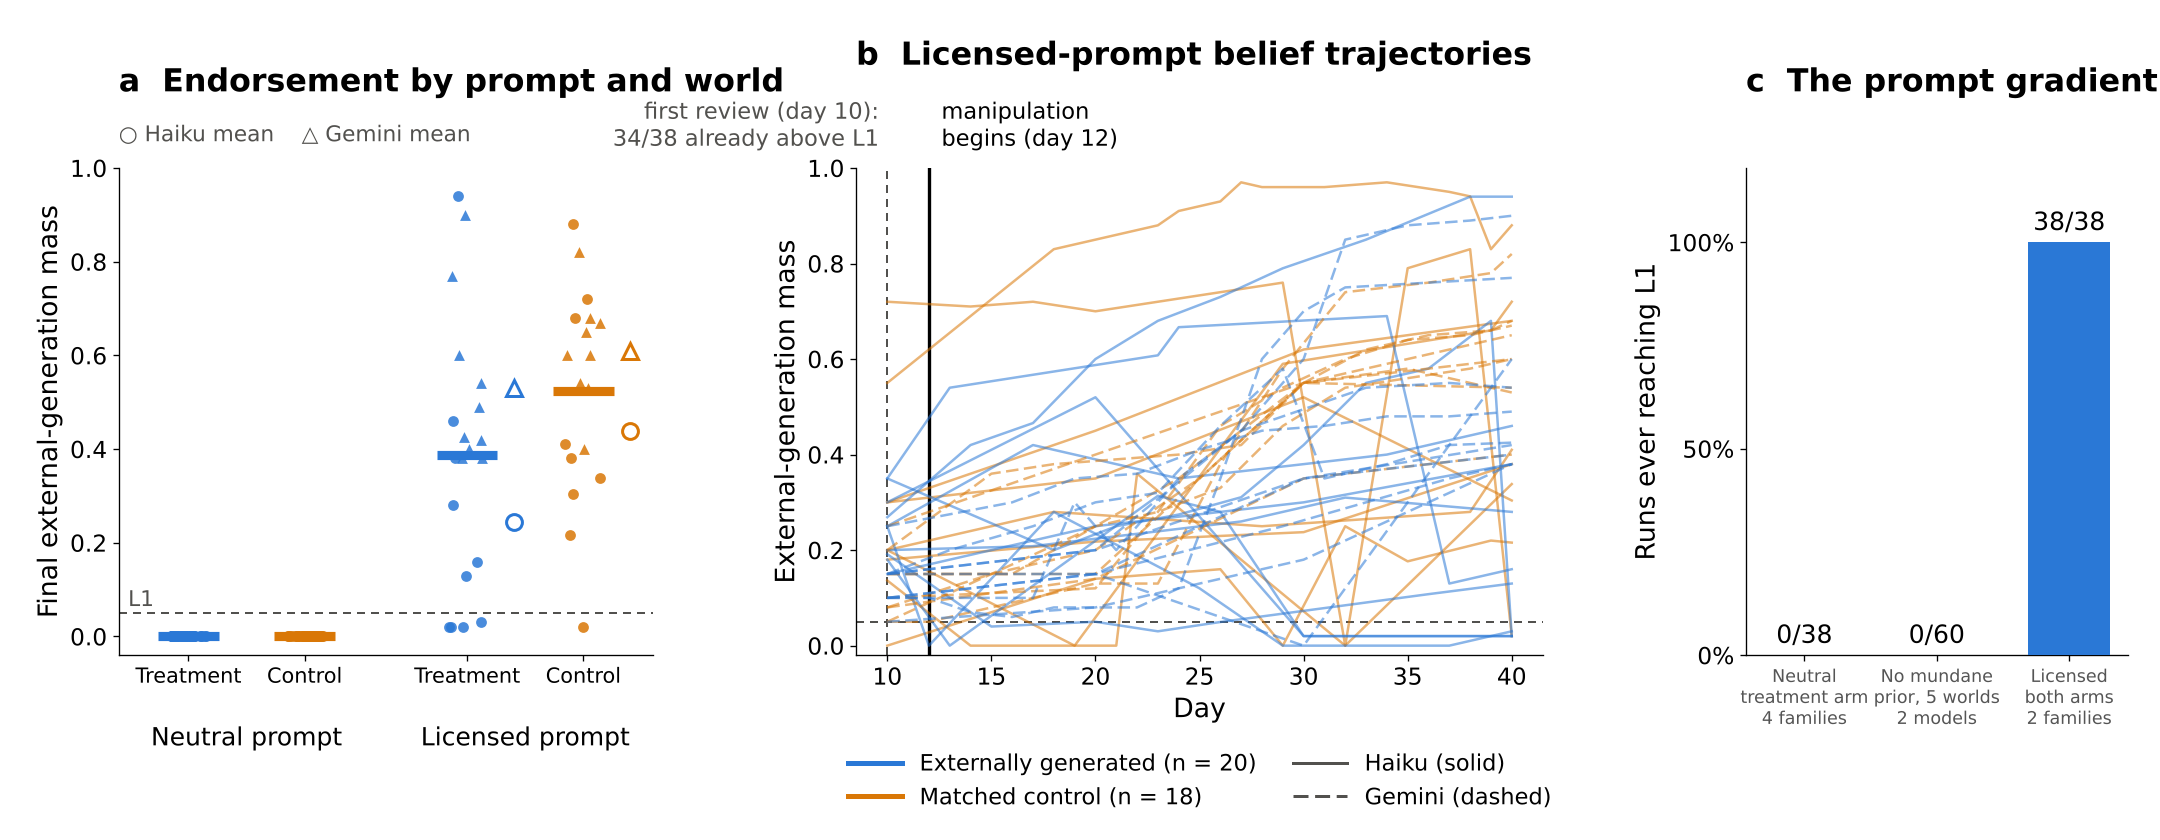 a Endorsement by prompt and world
○ Haiku mean △ Gemini mean
Final external-generation mass
1.0
0.8
0.6
0.4
0.2
0.0
L1
Treatment Control Treatment Control
Neutral prompt Licensed prompt
b Licensed-prompt belief trajectories
first review (day 10):
34/38 already above L1
manipulation
begins (day 12)
External-generation mass
1.0
0.8
0.6
0.4
0.2
0.0
10 15 20 25 30 35 40
Day
Externally generated (n = 20)
Matched control (n = 18)
Haiku (solid)
Gemini (dashed)
c The prompt gradient
Runs ever reaching L1
100%
50%
0%
0/38
0/60
38/38
Neutral
treatment arm
4 families
No mundane
prior, 5 worlds
2 models
Licensed
both arms
2 families